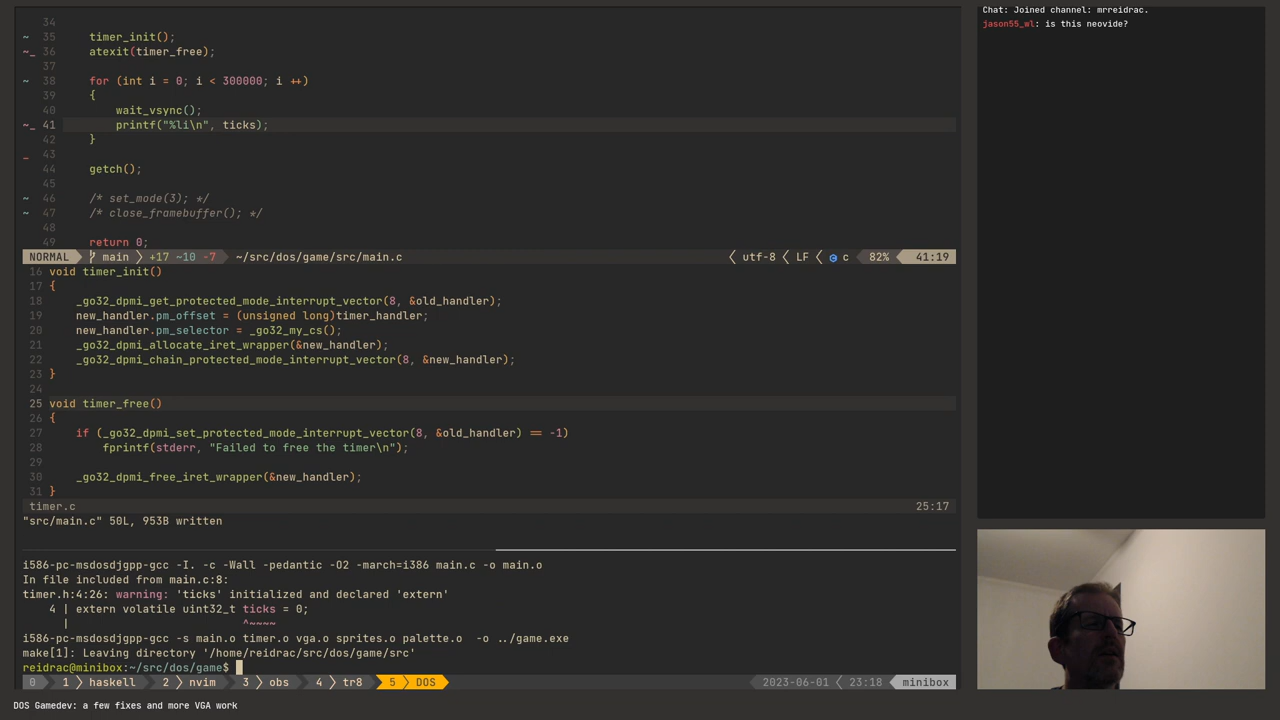 34
~ 35 timer_init();
~_ 36 atexit(timer_free);
37
~ 38 for (int i = 0; i < 300000; i ++)
39 {
40 wait_vsync();
~_ 41 printf("%li\n", ticks);
42 }
_ 43
44 getch();
45
~ 46 /* set_mode(3); */
~ 47 /* close_framebuffer(); */
48
49 return 0;
NORMAL main +17 ~10 -7 ~/src/dos/game/src/main.c utf-8 LF c 82% 41:19
16 void timer_init()
17 {
18 _go32_dpmi_get_protected_mode_interrupt_vector(8, &old_handler);
19 new_handler.pm_offset = (unsigned long)timer_handler;
20 new_handler.pm_selector = _go32_my_cs();
21 _go32_dpmi_allocate_iret_wrapper(&new_handler);
22 _go32_dpmi_chain_protected_mode_interrupt_vector(8, &new_handler);
23 }
24
25 void timer_free()
26 {
27 if (_go32_dpmi_set_protected_mode_interrupt_vector(8, &old_handler) == -1)
28 fprintf(stderr, "Failed to free the timer\n");
29
30 _go32_dpmi_free_iret_wrapper(&new_handler);
31 }
timer.c 25:17
"src/main.c" 50L, 953B written
i586-pc-msdosdjgpp-gcc -I. -c -Wall -pedantic -O2 -march=i386 main.c -o main.o
In file included from main.c:8:
timer.h:4:26: warning: 'ticks' initialized and declared 'extern'
4 | extern volatile uint32_t ticks = 0;
| ^~~~~
i586-pc-msdosdjgpp-gcc -s main.o timer.o vga.o sprites.o palette.o -o ../game.exe
make[1]: Leaving directory '/home/reidrac/src/dos/game/src'
reidrac@minibox:~/src/dos/game$
0 1 haskell 2 nvim 3 obs 4 tr8 5 DOS 2023-06-01 23:18 minibox
DOS Gamedev: a few fixes and more VGA work
Chat: Joined channel: mrreidrac.
jason55_wl: is this neovide?